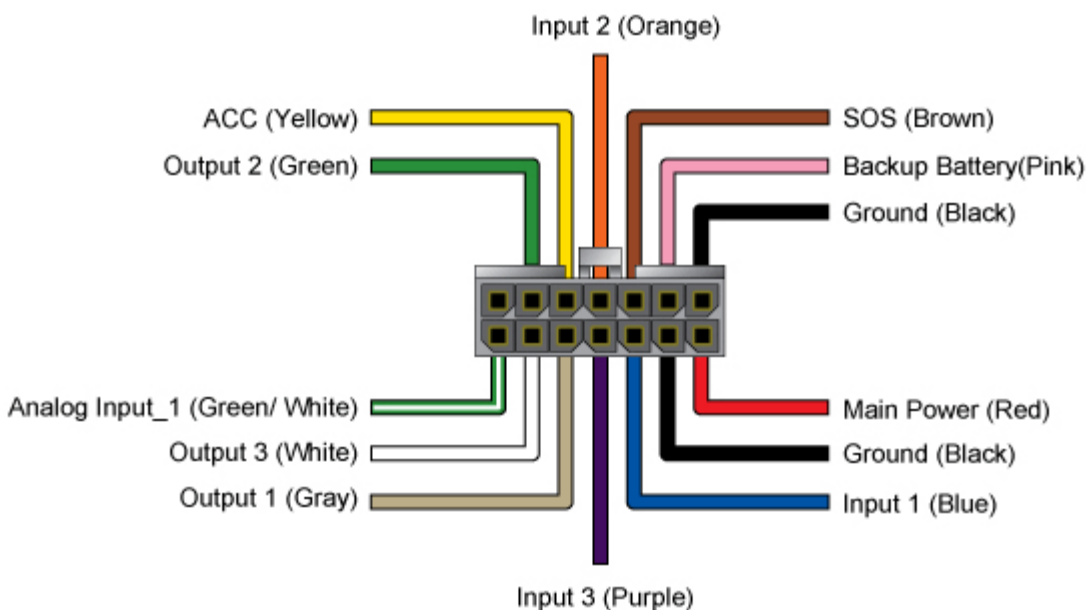 Input 2 (Orange)
ACC (Yellow)
SOS (Brown)
Output 2 (Green)
Backup Battery(Pink)
Ground (Black)
Analog Input_1 (Green/ White)
Main Power (Red)
Output 3 (White)
Ground (Black)
Output 1 (Gray)
Input 1 (Blue)
Input 3 (Purple)